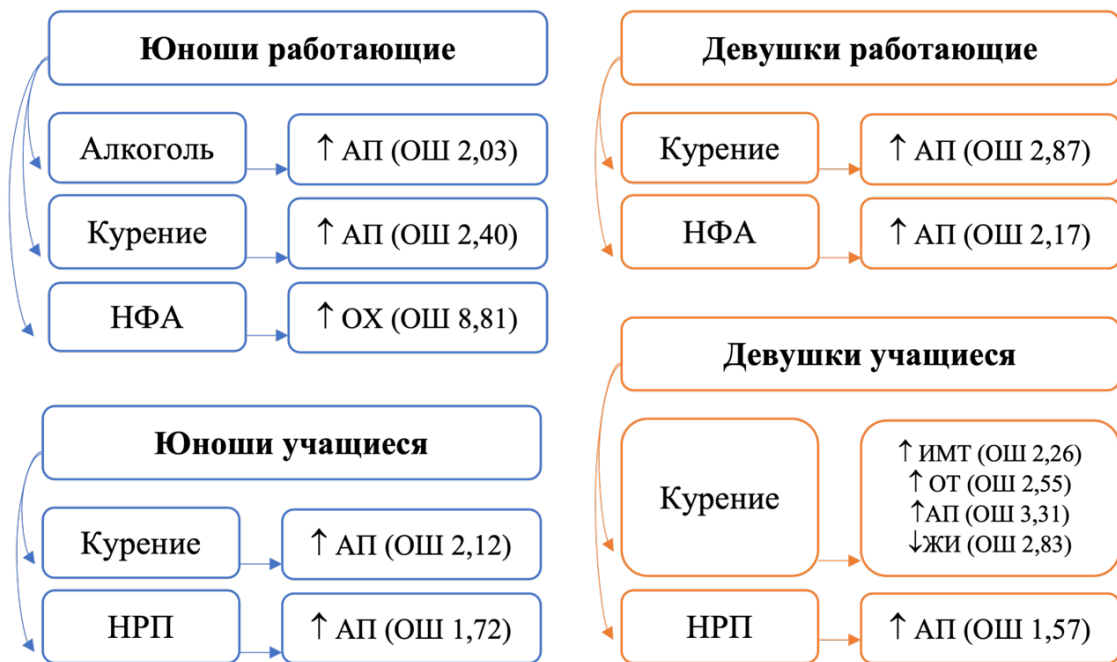 Юноши работающие
Алкоголь
↑ АП (ОШ 2,03)
Курение
↑ АП (ОШ 2,40)
НФА
↑ ОХ (ОШ 8,81)
Юноши учащиеся
Курение
↑ АП (ОШ 2,12)
НРП
↑ АП (ОШ 1,72)
Девушки работающие
Курение
↑ АП (ОШ 2,87)
НФА
↑ АП (ОШ 2,17)
Девушки учащиеся
Курение
↑ ИМТ (ОШ 2,26)
↑ ОТ (ОШ 2,55)
↑АП (ОШ 3,31)
↓ЖИ (ОШ 2,83)
НРП
↑ АП (ОШ 1,57)